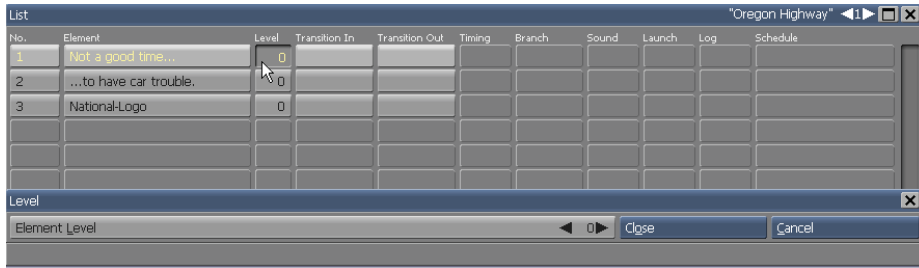 List "Oregon Highway" 1
No. Element Level Transition In Transition Out Timing Branch Sound Launch Log Schedule
1 Not a good time... 0
2 ...to have car trouble. 0
3 National-Logo 0
Level
Element Level 0 Close Cancel